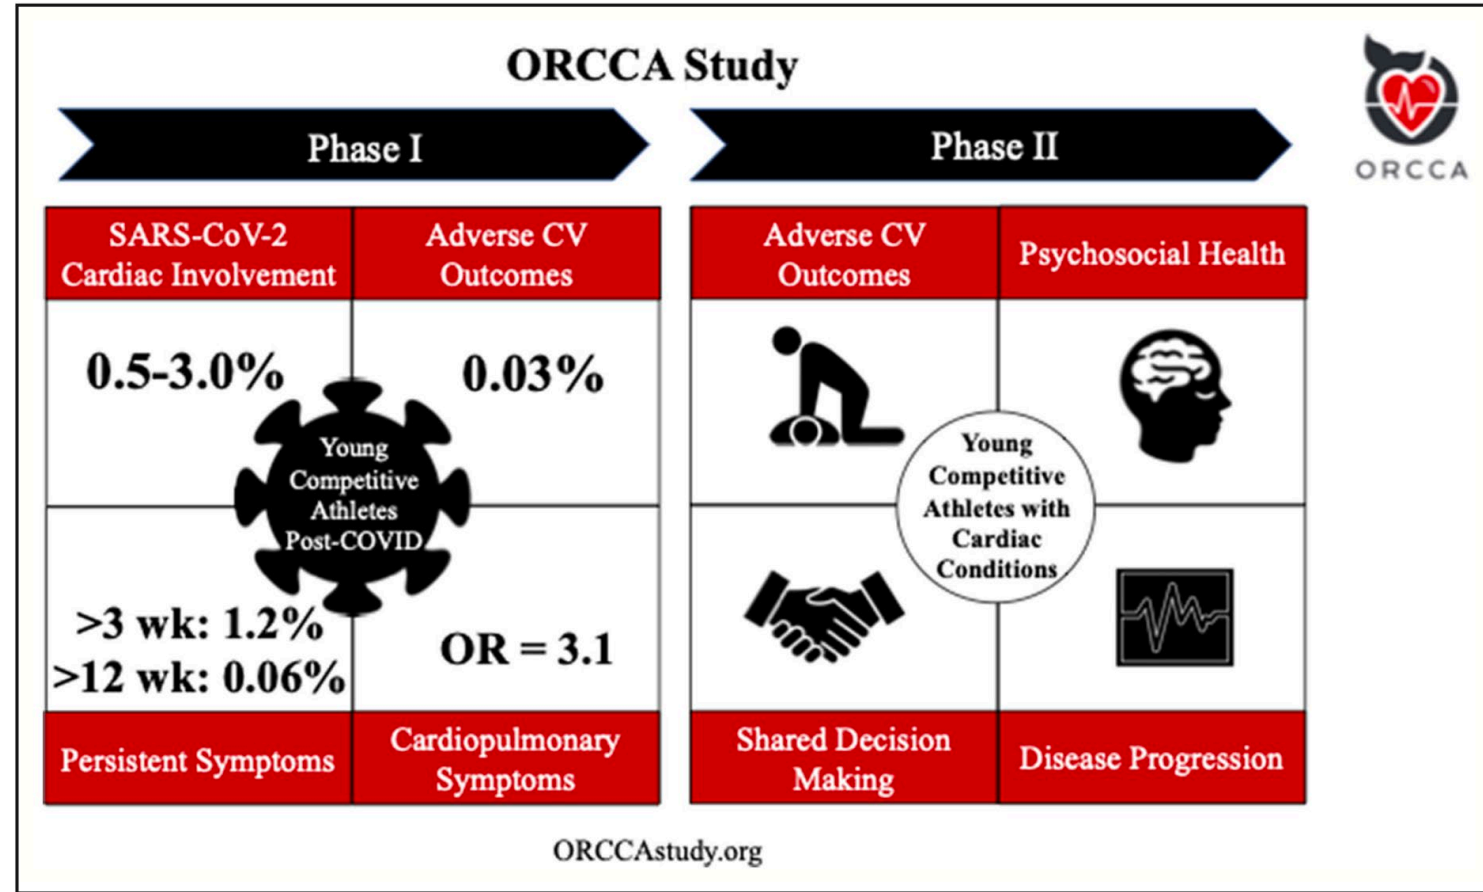 ORCCA Study
ORCCA
Phase I
Phase II
SARS-CoV-2
Cardiac Involvement
Adverse CV
Outcomes
0.5-3.0%
0.03%
Young
Competitive
Athletes
Post-COVID
>3 wk: 1.2%
>12 wk: 0.06%
OR = 3.1
Persistent Symptoms
Cardiopulmonary
Symptoms
Adverse CV
Outcomes
Psychosocial Health
Young
Competitive
Athletes with
Cardiac
Conditions
Shared Decision
Making
Disease Progression
ORCCAstudy.org